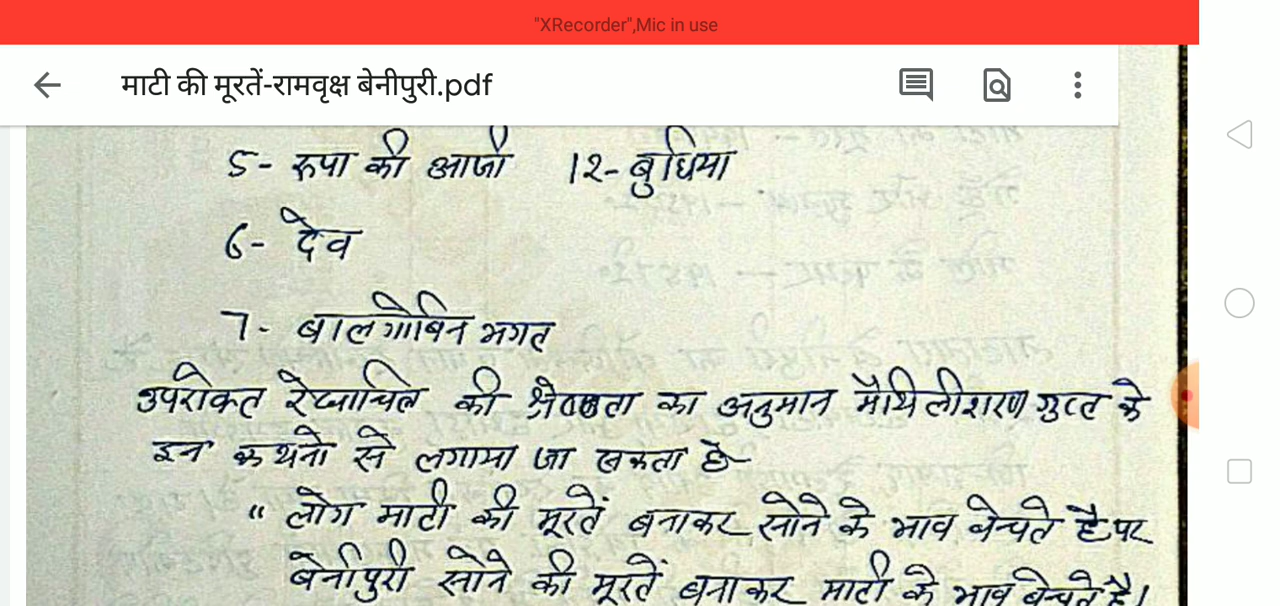 "XRecorder",Mic in use
माटी की मूरतें-रामवृक्ष बेनीपुरी.pdf
5- रुपा की आजी 12- बुधिया
6- देव
7- बालगोबिन भगत
उपरोक्त रेखाचित्र की श्रेष्ठता का अनुमान मैथिलीशरण गुप्त के
इन कथनो से लगाया जा सकता है-
"लोग माटी की मूरतें बनाकर सोने के भाव बेचते है पर
बेनीपुरी सोने की मूरतें बनाकर माटी के भाव बेचते है।